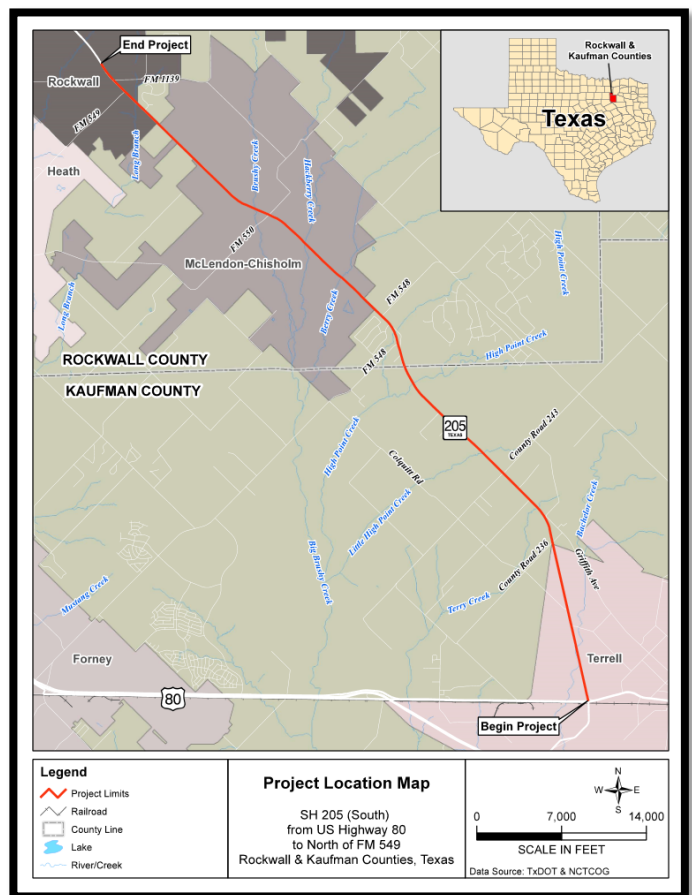 End Project
Rockwall
FM 1139
FM 549
Long Branch
Heath
Brushy Creek
Hackberry Creek
Rockwall &
Kaufman Counties
Texas
FM 550
McLendon-Chisholm
High Point Creek
Long Branch
Berry Creek
FM 548
ROCKWALL COUNTY
FM 548
High Point Creek
KAUFMAN COUNTY
205
TEXAS
County Road 243
High Point Creek
Colquitt Rd
Little High Point Creek
Bachelor Creek
Big Brushy Creek
County Road 236
Griffith Ave
Mustang Creek
Terry Creek
Forney
Terrell
80
Begin Project
Legend
Project Limits
Railroad
County Line
Lake
River/Creek
Project Location Map
SH 205 (South)
from US Highway 80
to North of FM 549
Rockwall & Kaufman Counties, Texas
N
W E
S
0 7,000 14,000
SCALE IN FEET
Data Source: TxDOT & NCTCOG